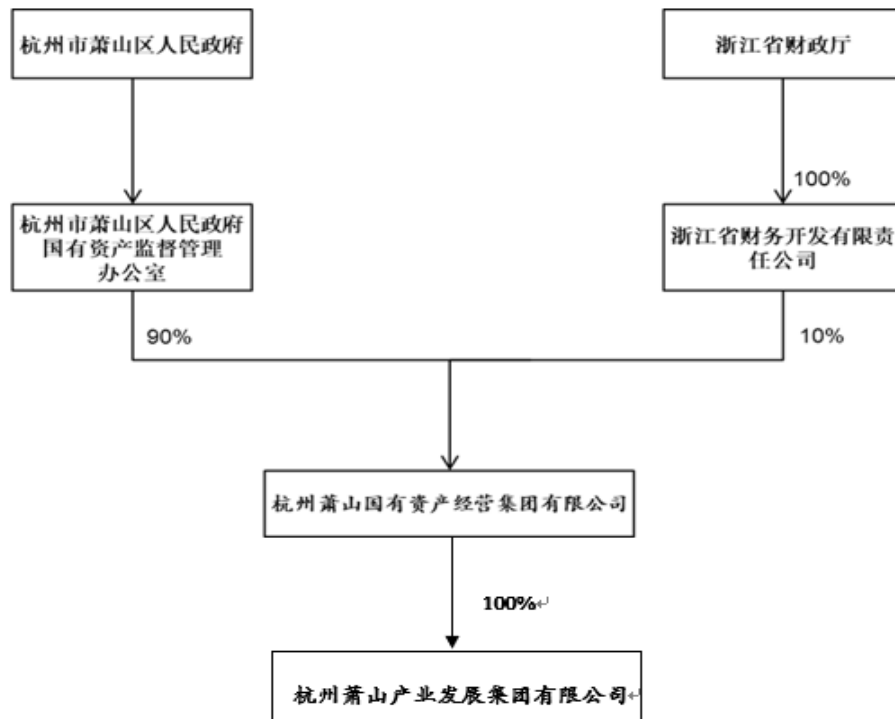 杭州市萧山区人民政府
浙江省财政厅
100%
杭州市萧山区人民政府
国有资产监督管理
办公室
浙江省财务开发有限责
任公司
90%
10%
杭州萧山国有资产经营集团有限公司
100%↵
杭州萧山产业发展集团有限公司↵